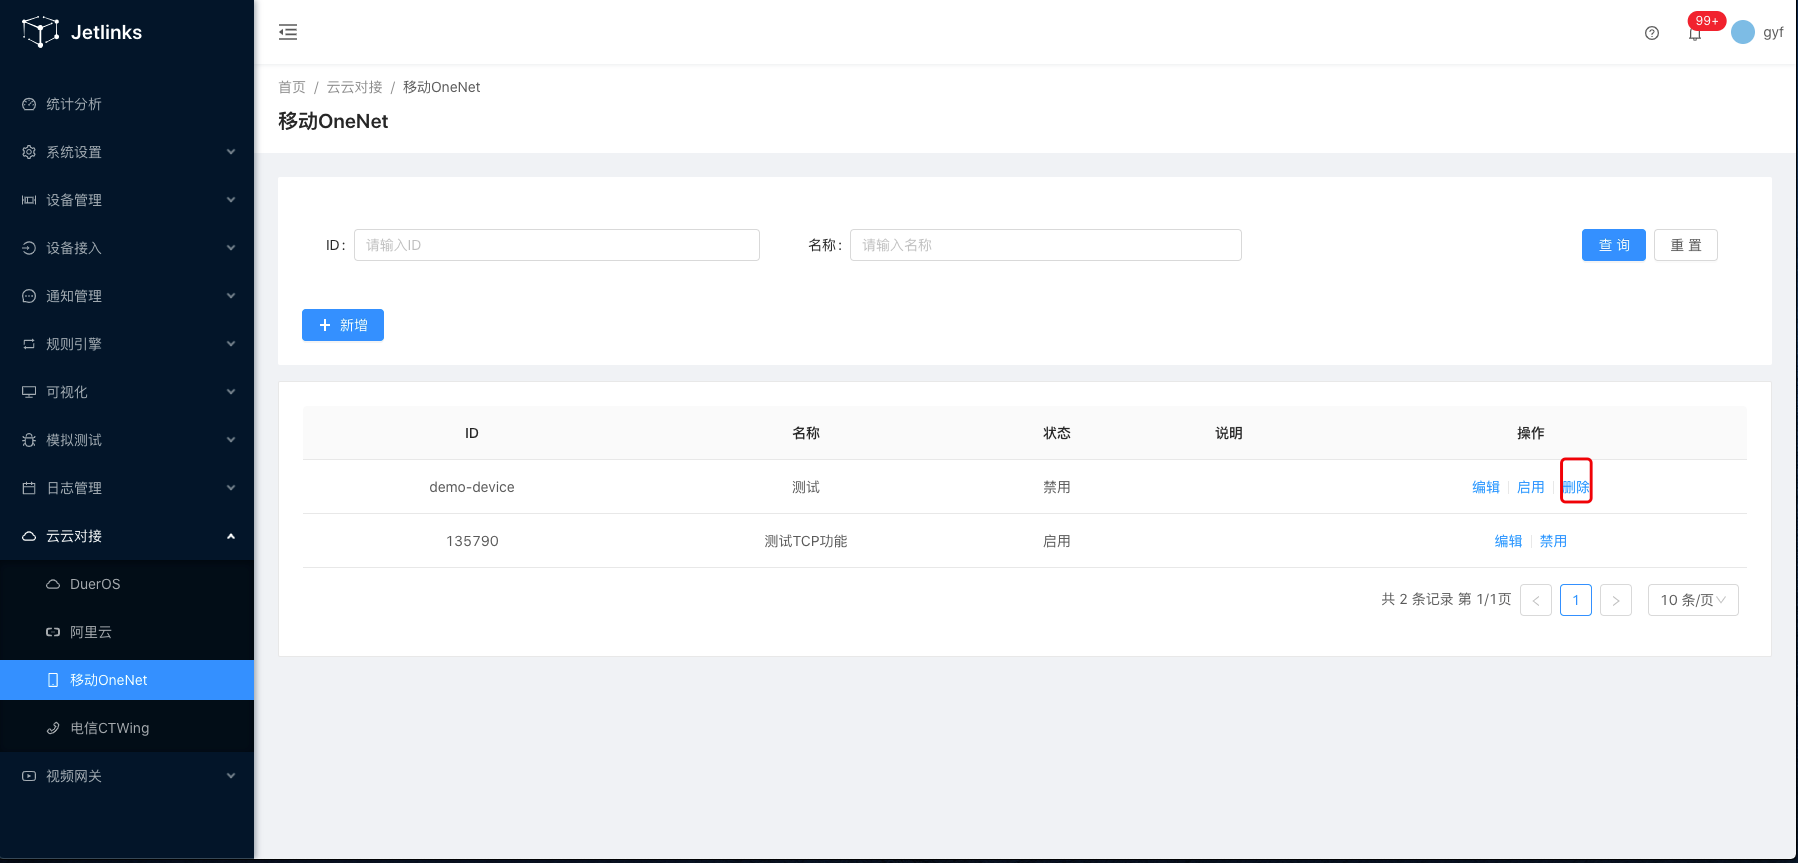 Jetlinks
99+
gyf
统计分析
系统设置
设备管理
设备接入
通知管理
规则引擎
可视化
模拟测试
日志管理
云云对接
DuerOS
阿里云
移动OneNet
电信CTWing
视频网关
首页 / 云云对接 / 移动OneNet
移动OneNet
ID: 请输入ID 名称: 请输入名称 查 询 重 置
+ 新增
ID 名称 状态 说明 操作
demo-device 测试 禁用 编辑 启用 删除
135790 测试TCP功能 启用 编辑 禁用
共 2 条记录 第 1/1页 < 1 > 10 条/页